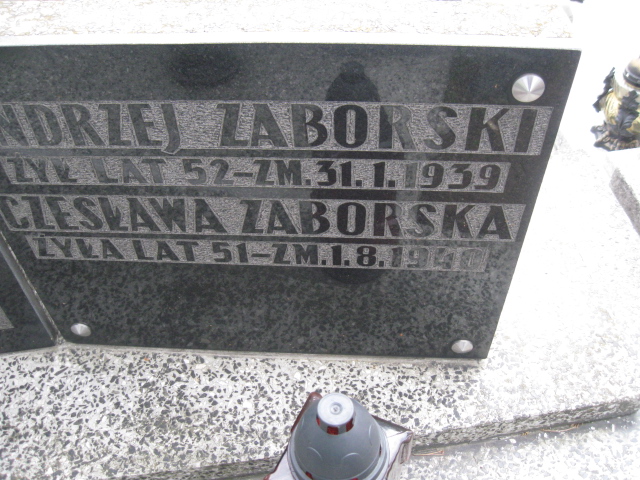 NDRZEJ ZABORSKI
ŻYŁ LAT 52-ZM.31.1.1939
CZESŁAWA ZABORSKA
ŻYŁA LAT 51-ZM.1.8.1940